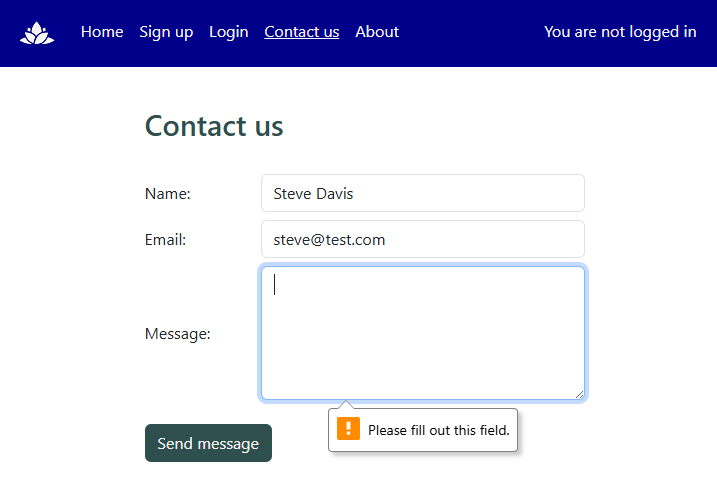 Home Sign up Login Contact us About You are not logged in
Contact us
Name: Steve Davis
Email: steve@test.com
Message:
Please fill out this field.
Send message